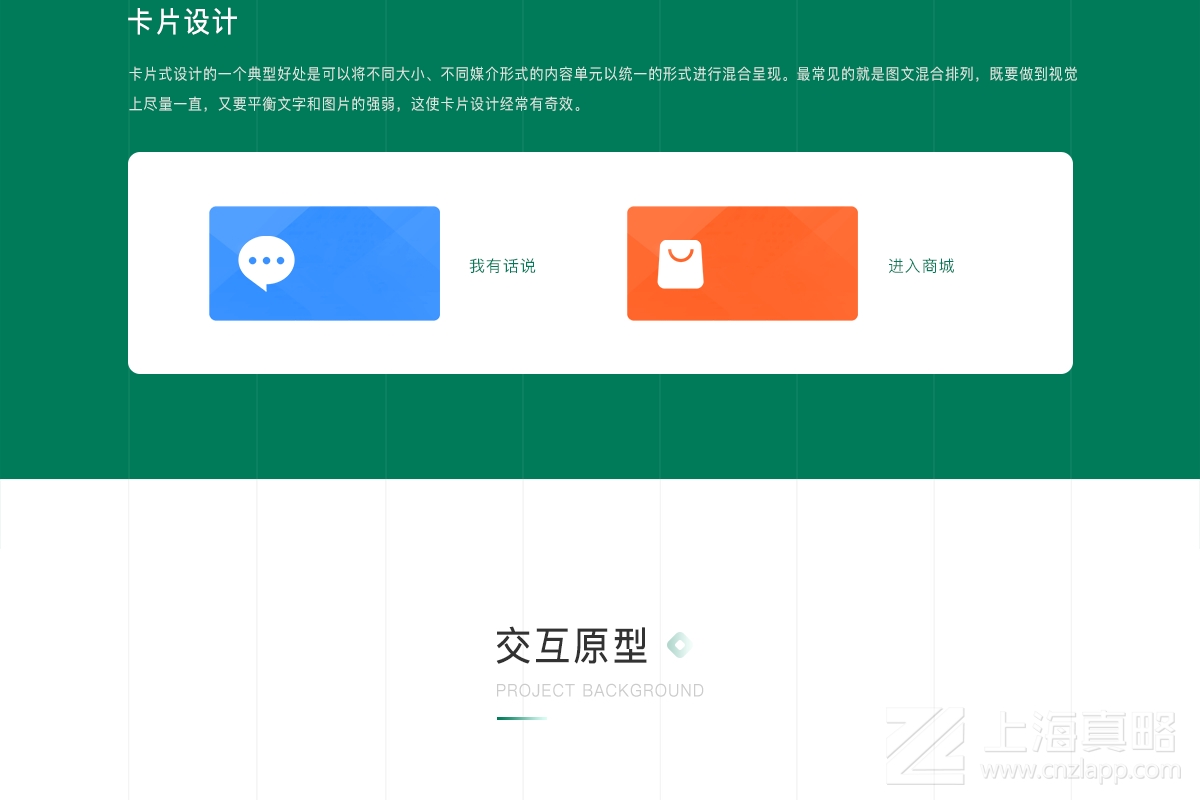 卡片设计
卡片式设计的一个典型好处是可以将不同大小、不同媒介形式的内容单元以统一的形式进行混合呈现。最常见的就是图文混合排列，既要做到视觉
上尽量一直，又要平衡文字和图片的强弱，这使卡片设计经常有奇效。
我有话说
进入商城
交互原型
PROJECT BACKGROUND
上海真略
www.cnzlapp.com